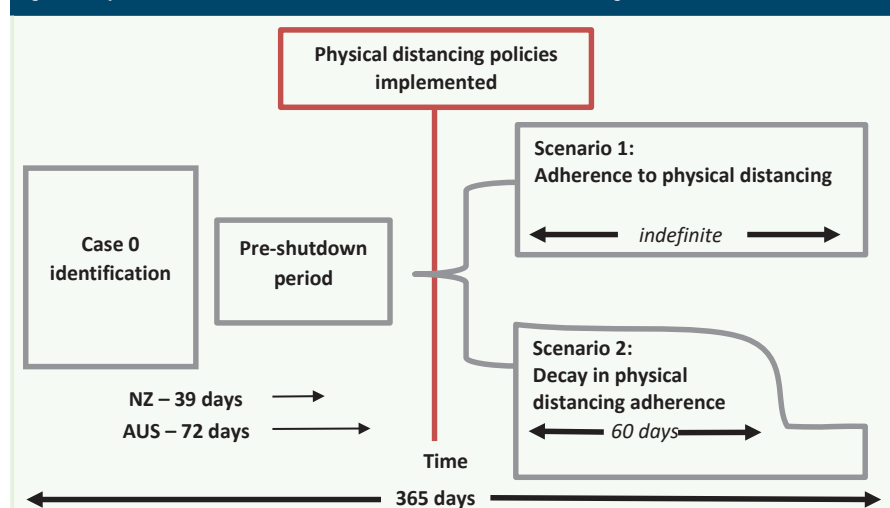 Physical distancing policies
implemented
Scenario 1:
Adherence to physical distancing
indefinite
Case 0
identification
Pre-shutdown
period
Scenario 2:
Decay in physical
distancing adherence
60 days
NZ – 39 days
AUS – 72 days
Time
365 days